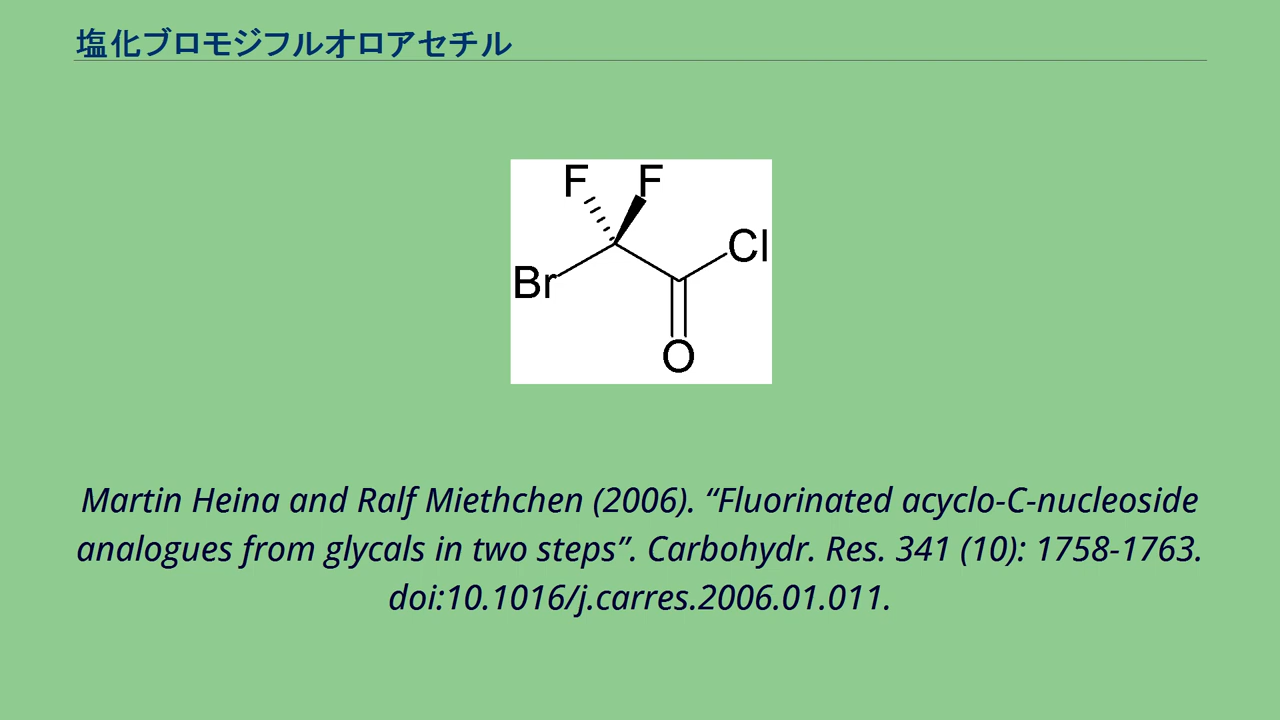 塩化ブロモジフルオロアセチル
F F
Br
Cl
O
Martin Heina and Ralf Miethchen (2006). “Fluorinated acyclo-C-nucleoside
analogues from glycals in two steps”. Carbohydr. Res. 341 (10): 1758-1763.
doi:10.1016/j.carres.2006.01.011.